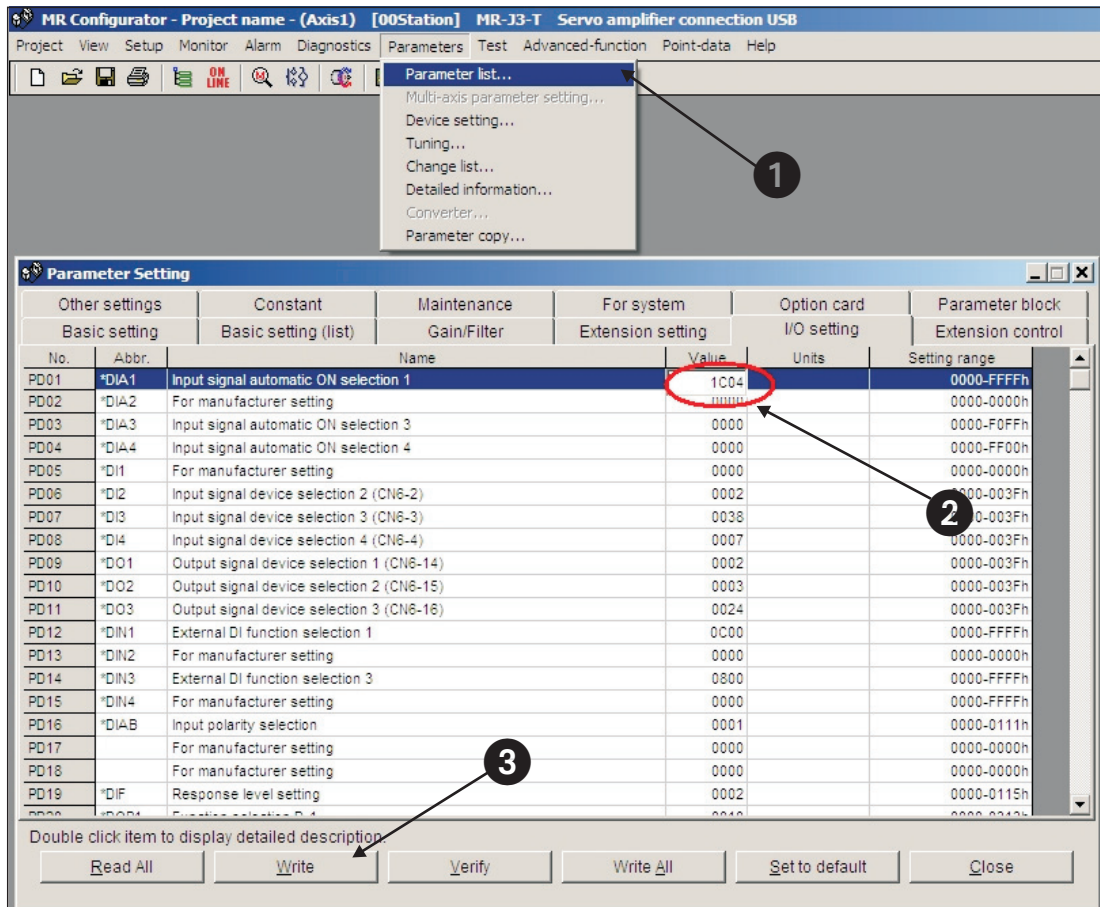 MR Configurator - Project name - (Axis1) [00Station] MR-J3-T Servo amplifier connection USB
Project View Setup Monitor Alarm Diagnostics Parameters Test Advanced-function Point-data Help
ON LINE
Parameter list...
Multi-axis parameter setting...
Device setting...
Tuning...
Change list...
Detailed information...
Converter...
Parameter copy...
1
Parameter Setting
Other settings Constant Maintenance For system Option card Parameter block
Basic setting Basic setting (list) Gain/Filter Extension setting I/O setting Extension control
No. Abbr. Name Value Units Setting range
PD01 *DIA1 Input signal automatic ON selection 1 1C04 0000-FFFFh
PD02 *DIA2 For manufacturer setting 0000 0000-0000h
PD03 *DIA3 Input signal automatic ON selection 3 0000 0000-F0FFh
PD04 *DIA4 Input signal automatic ON selection 4 0000 0000-FF00h
PD05 *DI1 For manufacturer setting 0000 0000-0000h
PD06 *DI2 Input signal device selection 2 (CN6-2) 0002 0000-003Fh
PD07 *DI3 Input signal device selection 3 (CN6-3) 0038 2 00-003Fh
PD08 *DI4 Input signal device selection 4 (CN6-4) 0007 0000-003Fh
PD09 *DO1 Output signal device selection 1 (CN6-14) 0002 0000-003Fh
PD10 *DO2 Output signal device selection 2 (CN6-15) 0003 0000-003Fh
PD11 *DO3 Output signal device selection 3 (CN6-16) 0024 0000-003Fh
PD12 *DIN1 External DI function selection 1 0C00 0000-FFFFh
PD13 *DIN2 For manufacturer setting 0000 0000-0000h
PD14 *DIN3 External DI function selection 3 0800 0000-FFFFh
PD15 *DIN4 For manufacturer setting 0000 0000-FFFFh
PD16 *DIAB Input polarity selection 0001 0000-0111h
PD17 For manufacturer setting 0000 0000-0000h
PD18 For manufacturer setting 0000 0000-0000h
3
PD19 *DIF Response level setting 0002 0000-0115h
Double click item to display detailed description.
Read All Write Verify Write All Set to default Close